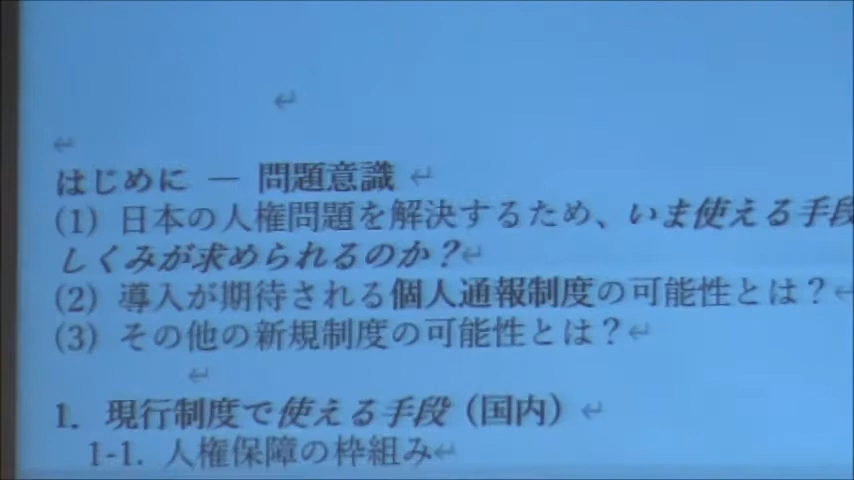 はじめに ― 問題意識
(1) 日本の人権問題を解決するため、いま使える手段
しくみが求められるのか？
(2) 導入が期待される個人通報制度の可能性とは？
(3) その他の新規制度の可能性とは？
1. 現行制度で使える手段（国内）
1-1. 人権保障の枠組み